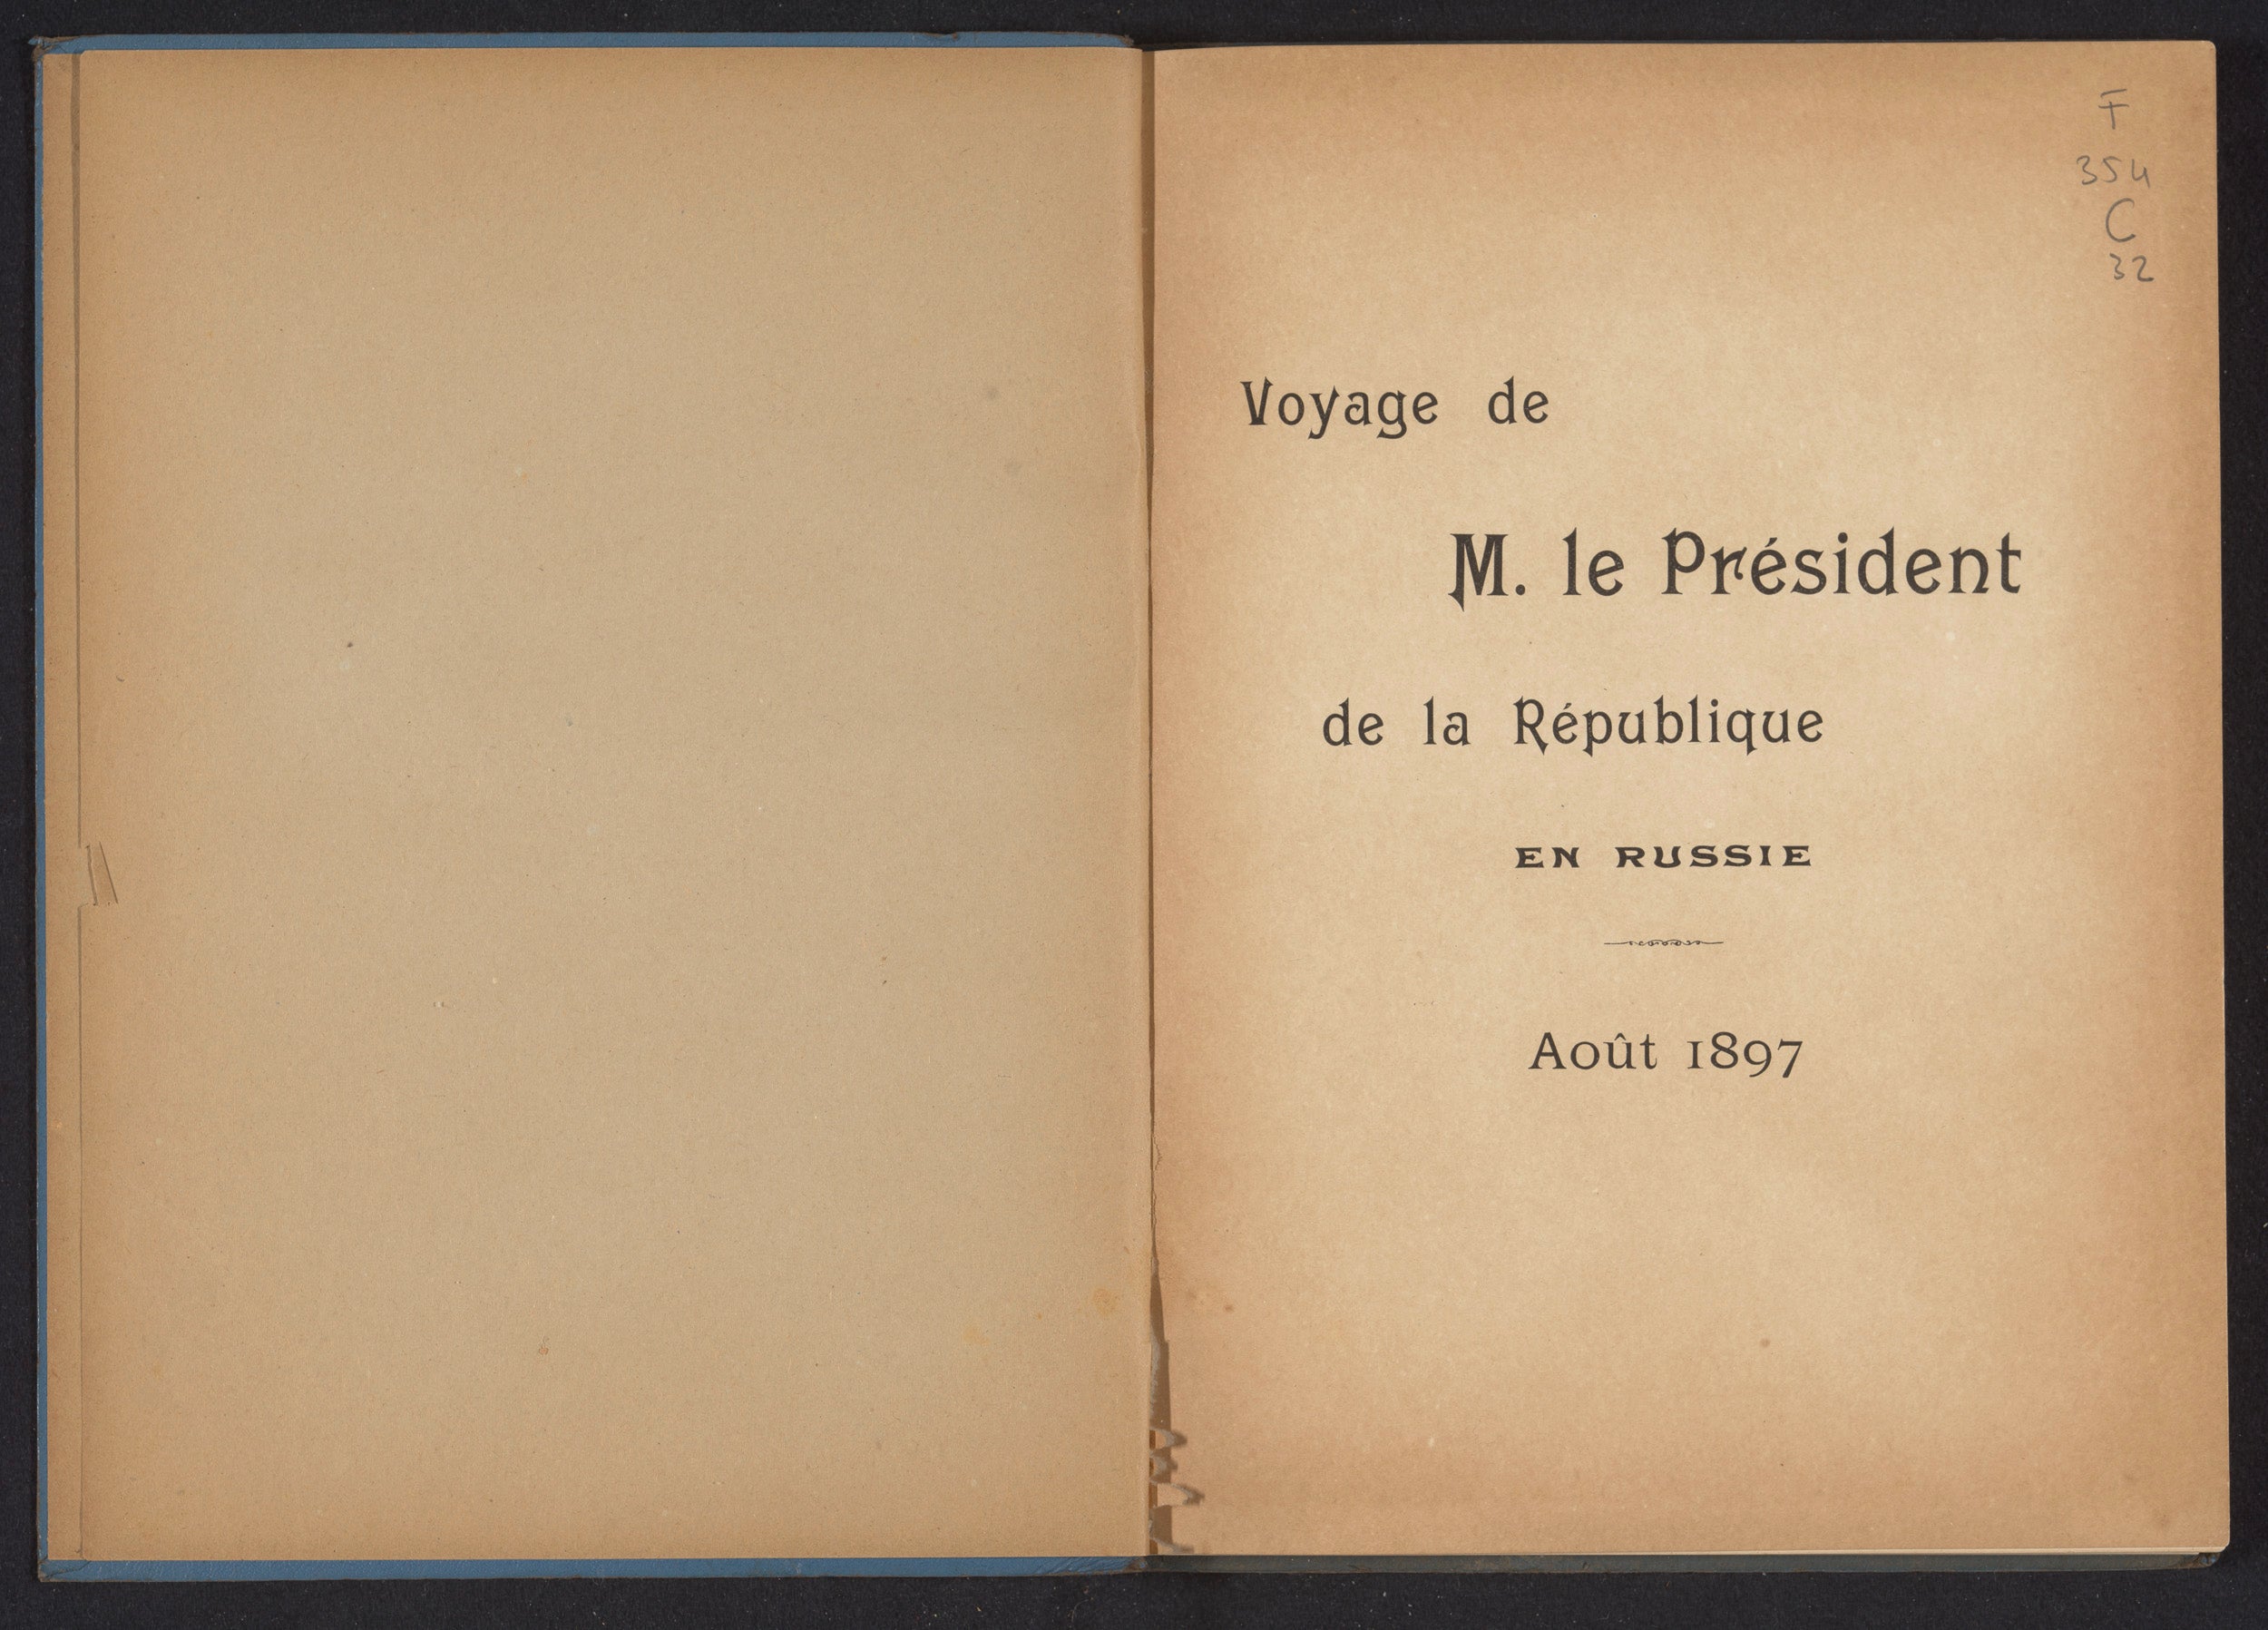 F
354
C
32
Voyage de
M. le Président
de la République
EN RUSSIE
Août 1897